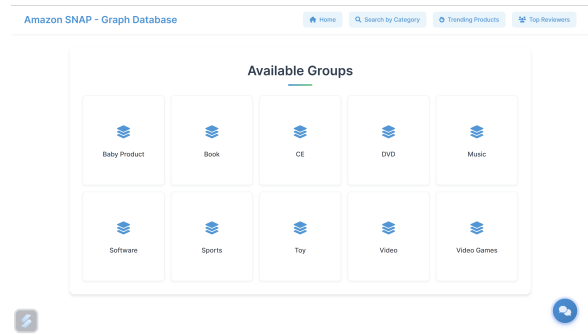 Amazon SNAP - Graph Database
Home
Search by Category
Trending Products
Top Reviewers
Available Groups
Baby Product
Book
CE
DVD
Music
Software
Sports
Toy
Video
Video Games